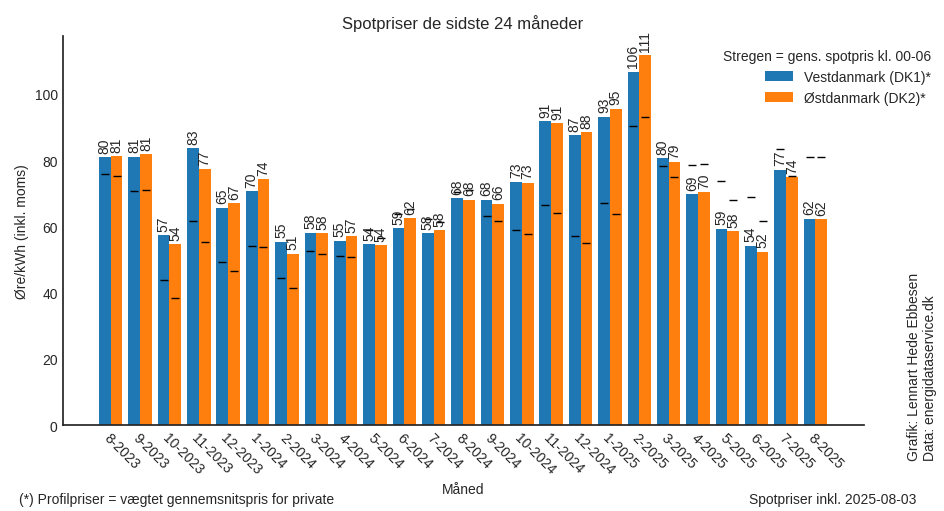 Spotpriser de sidste 24 måneder
Stregen = gens. spotpris kl. 00-06
Vestdanmark (DK1)*
Østdanmark (DK2)*
Øre/kWh (inkl. moms)
100
80
60
40
20
0
80 81 81 81 57 54 83 77 65 67 70 74 55 51 58 58 55 57 54 54 59 62 58 58 68 68 68 66 73 73 91 91 87 88 93 95 106 111 80 79 69 70 59 58 54 52 77 74 62 62
8-2023 9-2023 10-2023 11-2023 12-2023 1-2024 2-2024 3-2024 4-2024 5-2024 6-2024 7-2024 8-2024 9-2024 10-2024 11-2024 12-2024 1-2025 2-2025 3-2025 4-2025 5-2025 6-2025 7-2025 8-2025
Måned
Grafik: Lennart Hede Ebbesen
Data: energidataservice.dk
(*) Profilpriser = vægtet gennemsnitspris for private
Spotpriser inkl. 2025-08-03